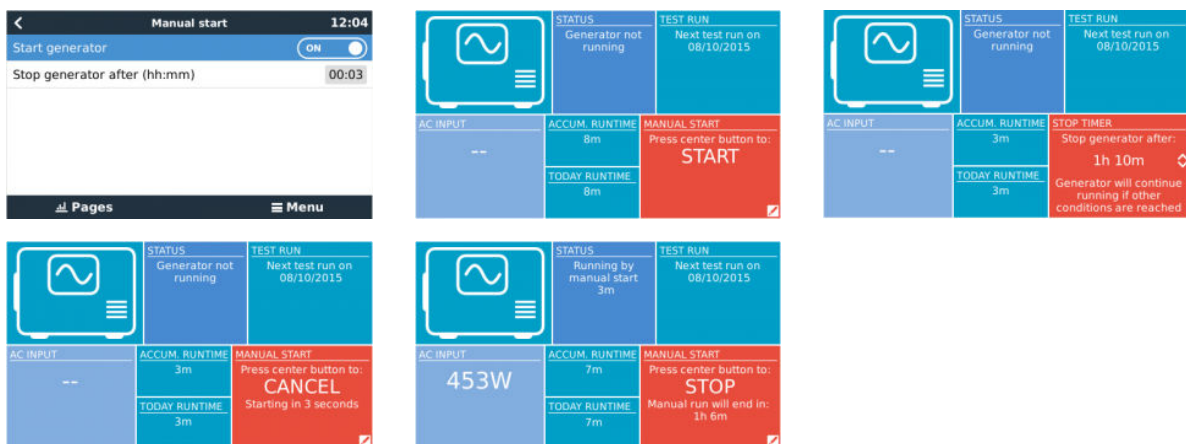 Manual start 12:04
Start generator ON
Stop generator after (hh:mm) 00:03
Pages Menu
STATUS
Generator not
running
TEST RUN
Next test run on
08/10/2015
AC INPUT
--
ACCUM. RUNTIME
8m
TODAY RUNTIME
8m
MANUAL START
Press center button to:
START
STATUS
Generator not
running
TEST RUN
Next test run on
08/10/2015
AC INPUT
--
ACCUM. RUNTIME
3m
TODAY RUNTIME
3m
STOP TIMER
Stop generator after:
1h 10m
Generator will continue
running if other
conditions are reached
STATUS
Generator not
running
TEST RUN
Next test run on
08/10/2015
AC INPUT
--
ACCUM. RUNTIME
3m
TODAY RUNTIME
3m
MANUAL START
Press center button to:
CANCEL
Starting in 3 seconds
STATUS
Running by
manual start
3m
TEST RUN
Next test run on
08/10/2015
AC INPUT
453W
ACCUM. RUNTIME
7m
TODAY RUNTIME
7m
MANUAL START
Press center button to:
STOP
Manual run will end in:
1h 6m